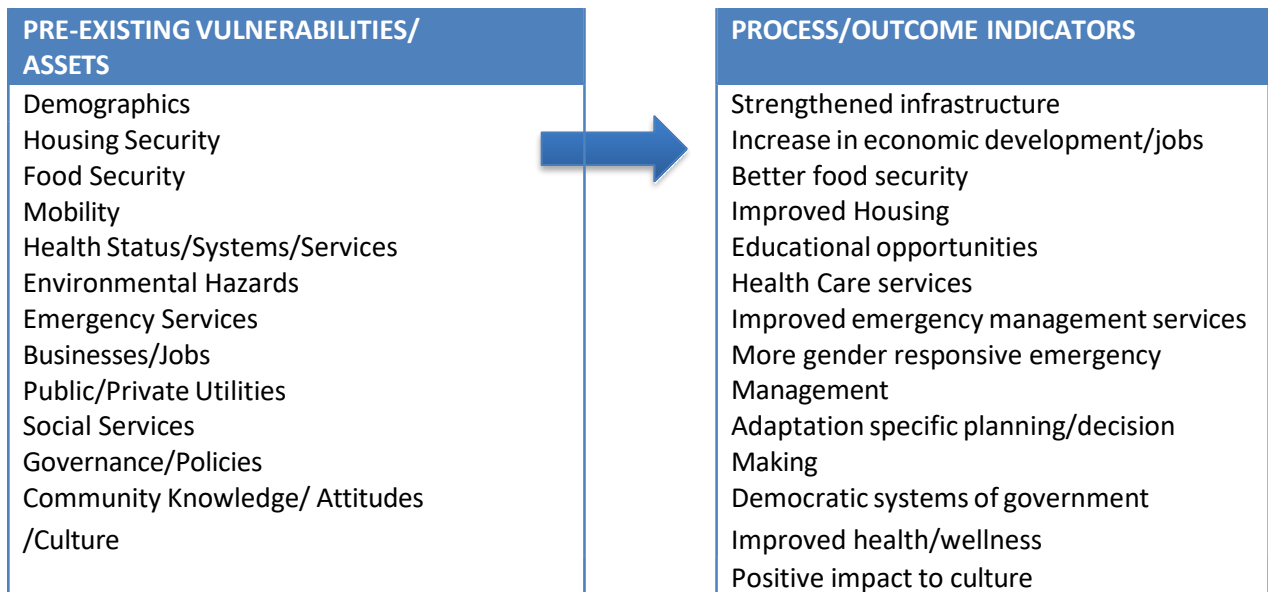 PRE-EXISTING VULNERABILITIES/
ASSETS
Demographics
Housing Security
Food Security
Mobility
Health Status/Systems/Services
Environmental Hazards
Emergency Services
Businesses/Jobs
Public/Private Utilities
Social Services
Governance/Policies
Community Knowledge/ Attitudes
/Culture
PROCESS/OUTCOME INDICATORS
Strengthened infrastructure
Increase in economic development/jobs
Better food security
Improved Housing
Educational opportunities
Health Care services
Improved emergency management services
More gender responsive emergency
Management
Adaptation specific planning/decision
Making
Democratic systems of government
Improved health/wellness
Positive impact to culture